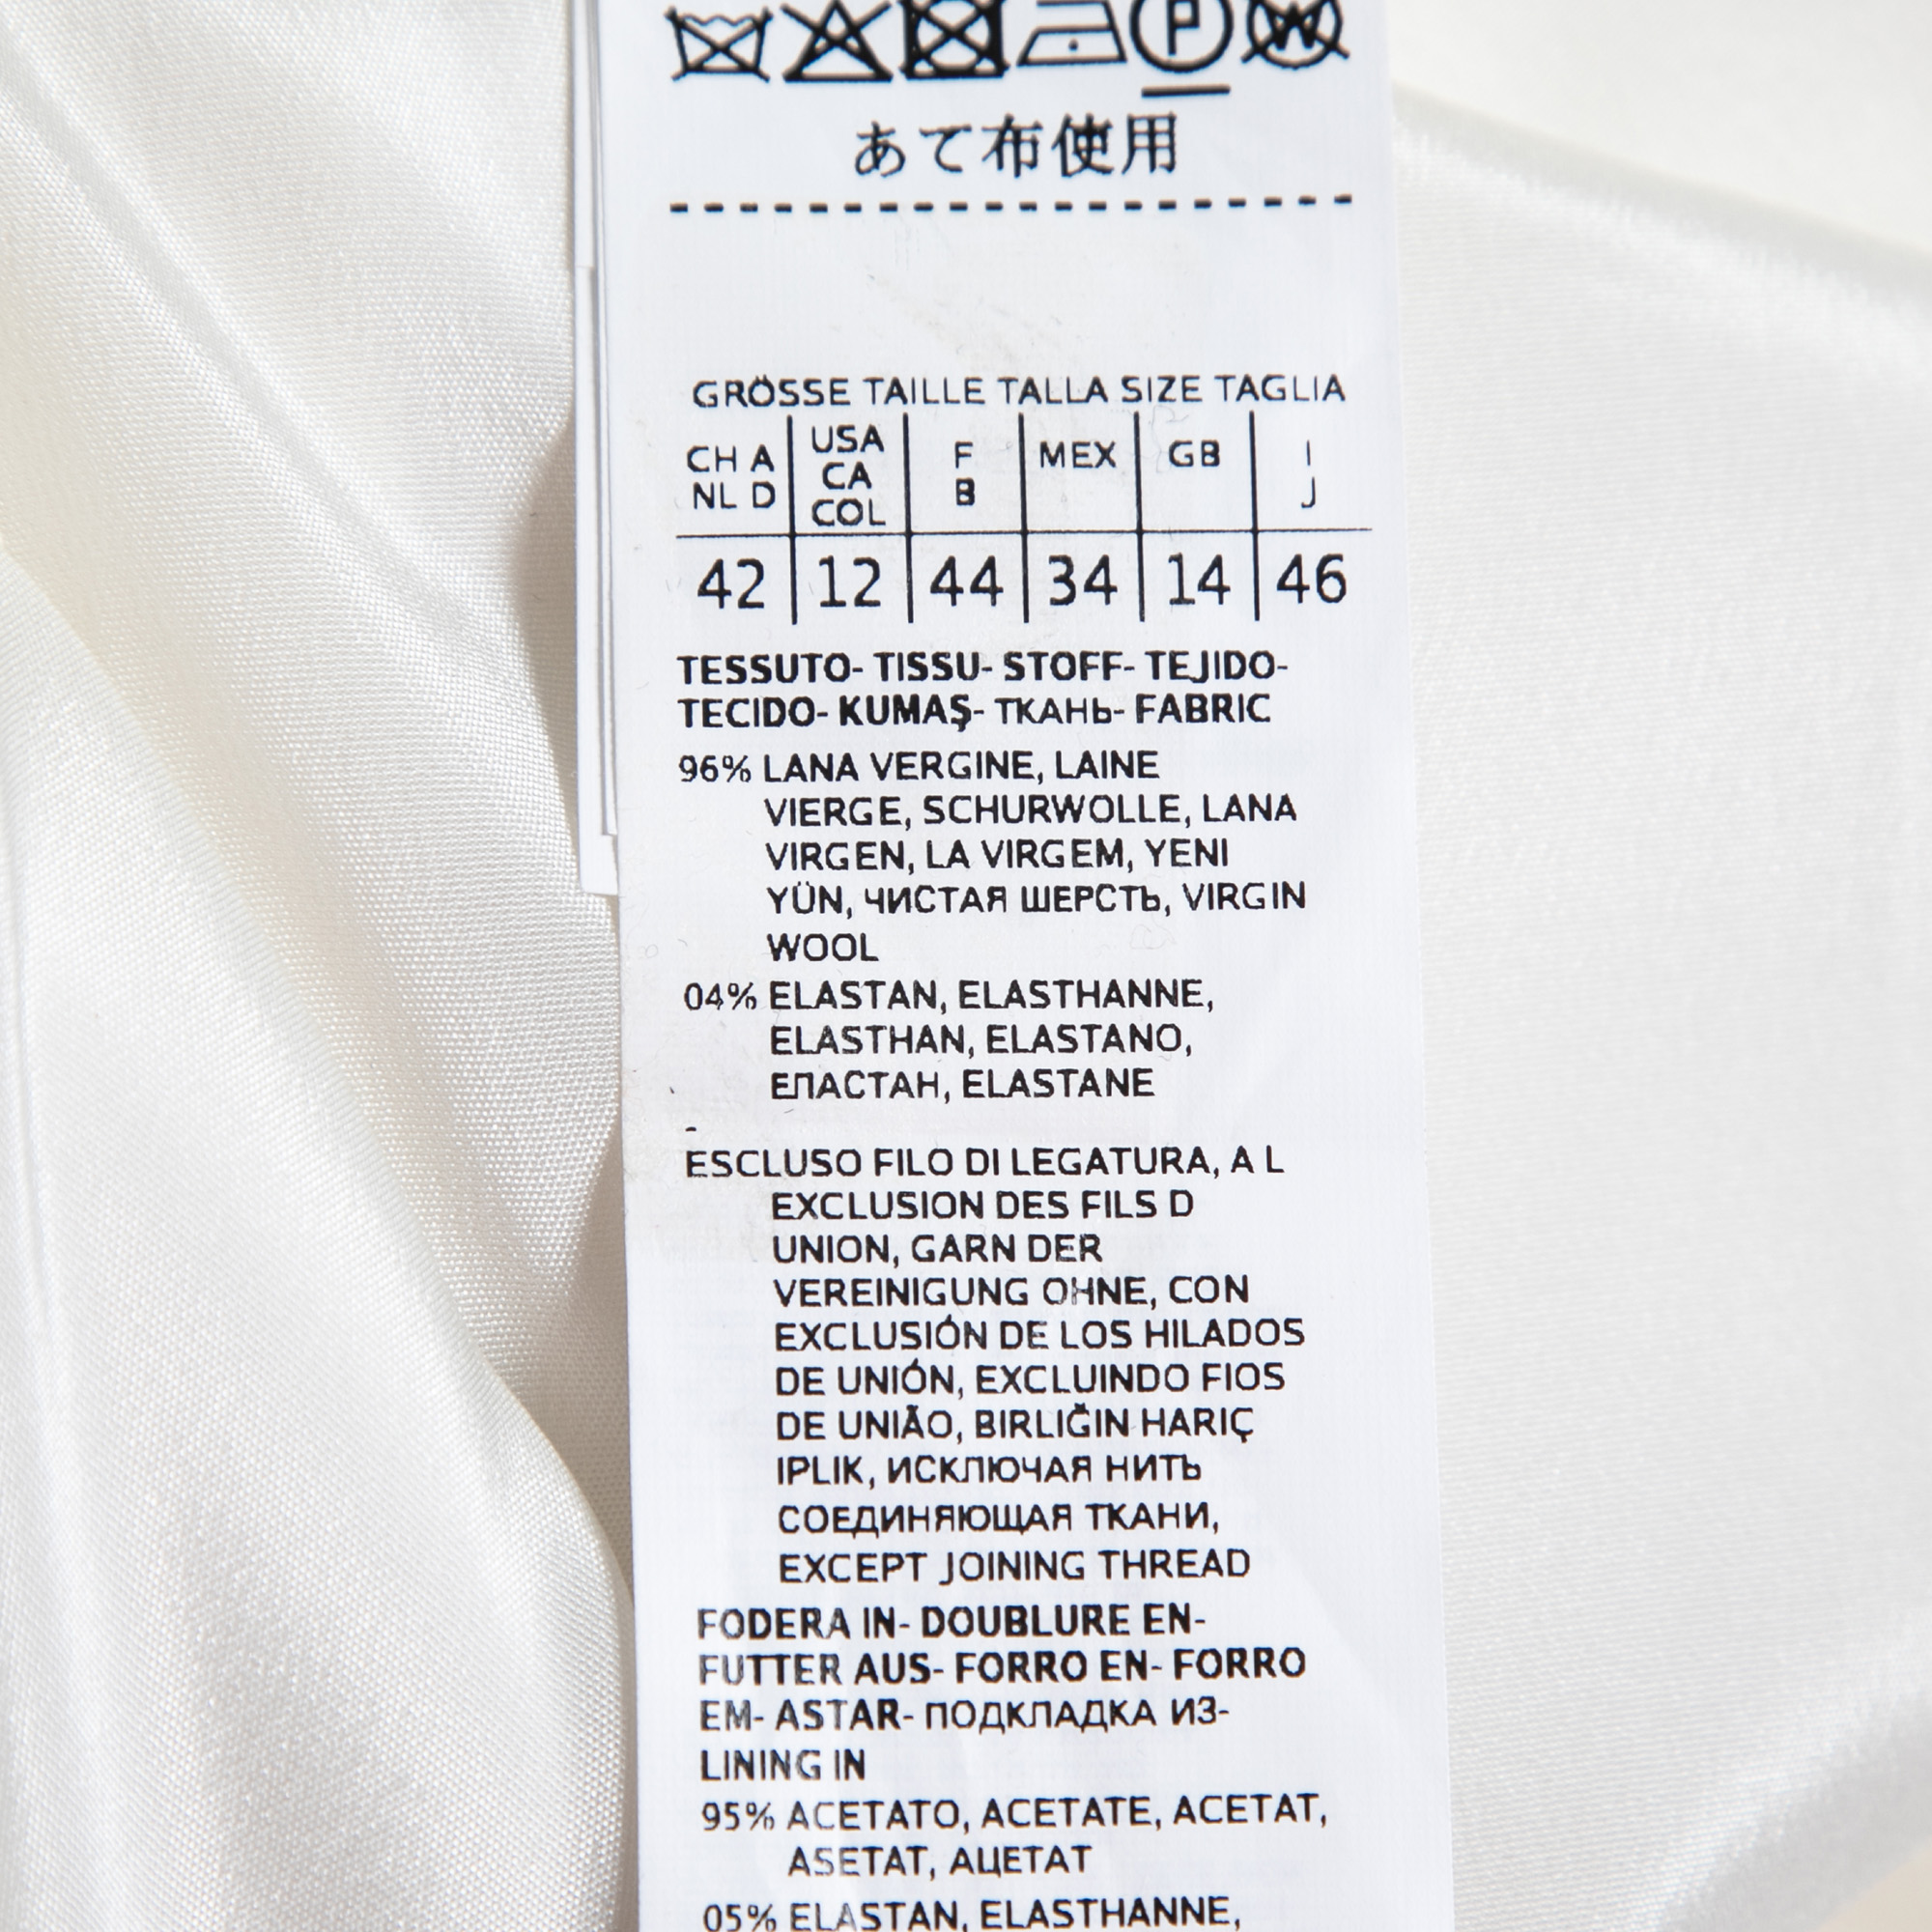 P W
あて布使用
GRÖSSE TAILLE TALLA SIZE TAGLIA
CH A NL D USA CA COL F B MEX GB I J
42 12 44 34 14 46
TESSUTO- TISSU- STOFF- TEJIDO-
TECIDO- KUMAŞ- ТКАНЬ- FABRIC
96% LANA VERGINE, LAINE
VIERGE, SCHURWOLLE, LANA
VIRGEN, LA VIRGEM, YENI
YÜN, ЧИСТАЯ ШЕРСТЬ, VIRGIN
WOOL
04% ELASTAN, ELASTHANNE,
ELASTHAN, ELASTANO,
ЕЛАСТАН, ELASTANE
-
ESCLUSO FILO DI LEGATURA, A L
EXCLUSION DES FILS D
UNION, GARN DER
VEREINIGUNG OHNE, CON
EXCLUSIÓN DE LOS HILADOS
DE UNIÓN, EXCLUINDO FIOS
DE UNIÃO, BIRLIĞIN HARIÇ
IPLIK, ИСКЛЮЧАЯ НИТЬ
СОЕДИНЯЮЩАЯ ТКАНИ,
EXCEPT JOINING THREAD
FODERA IN- DOUBLURE EN-
FUTTER AUS- FORRO EN- FORRO
EM- ASTAR- ПОДКЛАДКА ИЗ-
LINING IN
95% ACETATO, ACETATE, ACETAT,
ASETAT, АЦЕТАТ
05% ELASTAN, ELASTHANNE,